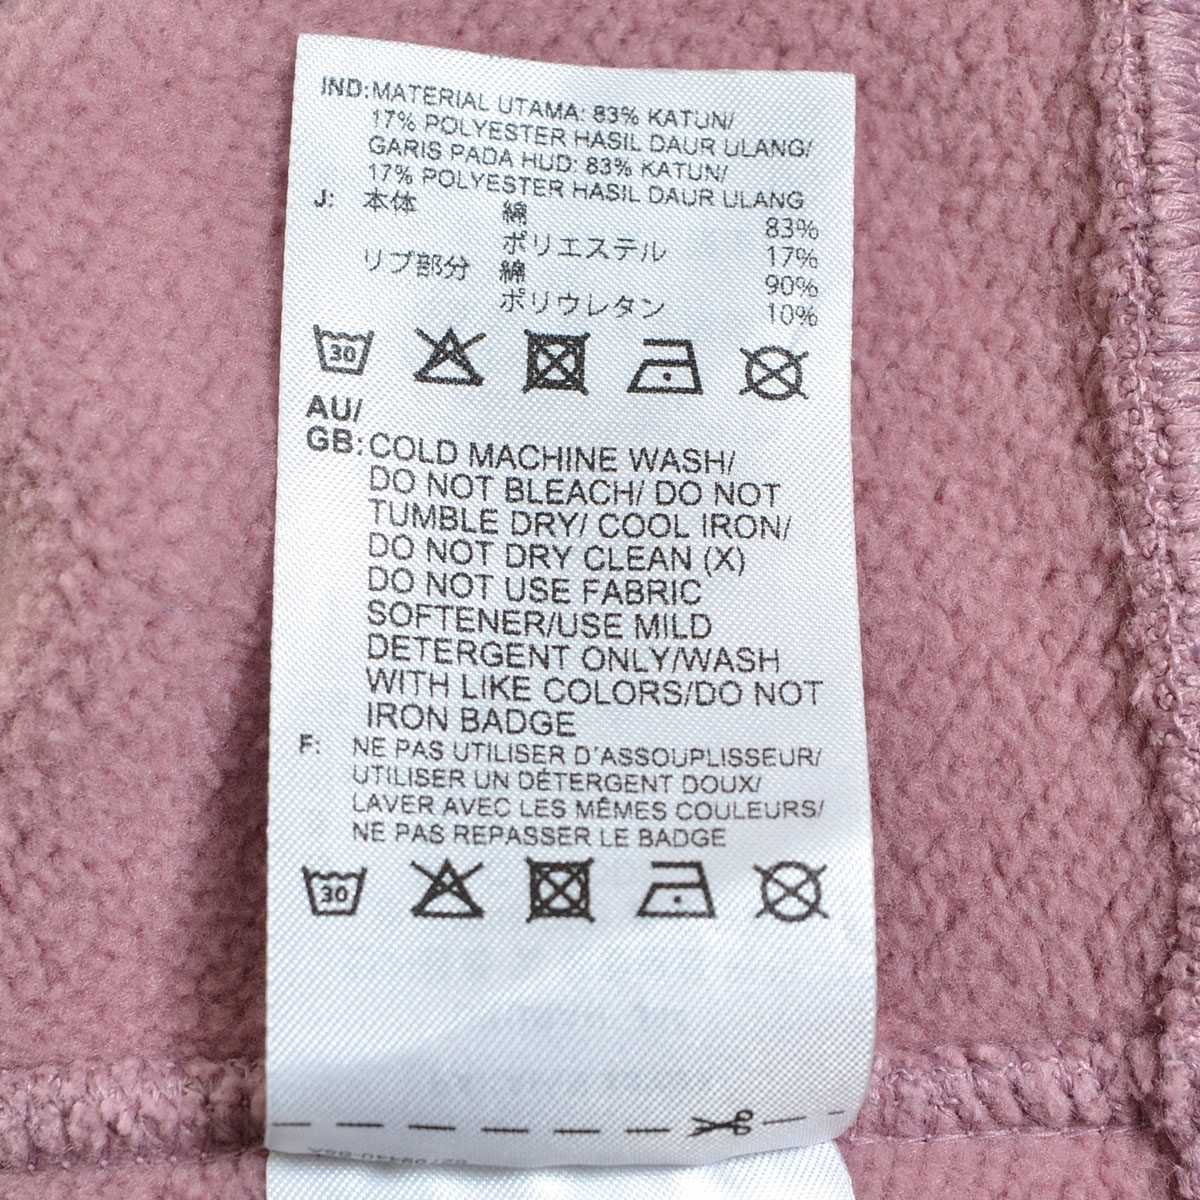 IND: MATERIAL UTAMA: 83% KATUN/
17% POLYESTER HASIL DAUR ULANG/
GARIS PADA HUD: 83% KATUN/
17% POLYESTER HASIL DAUR ULANG
J: 本体 綿 83%
ポリエステル 17%
リブ部分 綿 90%
ポリウレタン 10%
30
AU/
GB: COLD MACHINE WASH/
DO NOT BLEACH/ DO NOT
TUMBLE DRY/ COOL IRON/
DO NOT DRY CLEAN (X)
DO NOT USE FABRIC
SOFTENER/USE MILD
DETERGENT ONLY/WASH
WITH LIKE COLORS/DO NOT
IRON BADGE
F: NE PAS UTILISER D'ASSOUPLISSEUR/
UTILISER UN DÉTERGENT DOUX/
LAVER AVEC LES MÊMES COULEURS/
NE PAS REPASSER LE BADGE
30